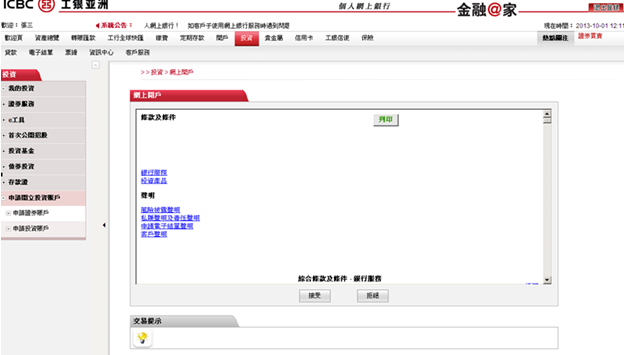 ICBC 工銀亞洲
個人網上銀行
金融@家
歡迎：張三
系統公告：
人網上銀行！ 如客戶于使用網上銀行服務時遇到問題
現在時間：2013-10-01 12:11
歡迎頁 資產總覽 轉賬匯款 工行全球快匯 繳費 定期存款 開戶 投資 貴金屬 信用卡 工銀信使 保險
熱點關注
證券買賣
貸款 電子結單 票據 資訊中心 客戶服務
投資
我的投資
證券服務
e工具
首次公開招股
投資基金
債券投資
存款證
申請開立投資賬戶
申請證券賬戶
申請投資賬戶
>> 投資 > 網上開戶
網上開戶
條款及條件
列印
銀行服務
投資產品
聲明
風險披露聲明
私隱聲明及責任聲明
申請電子結單聲明
客戶聲明
綜合條款及條件 - 銀行服務
接受 拒絕
交易提示